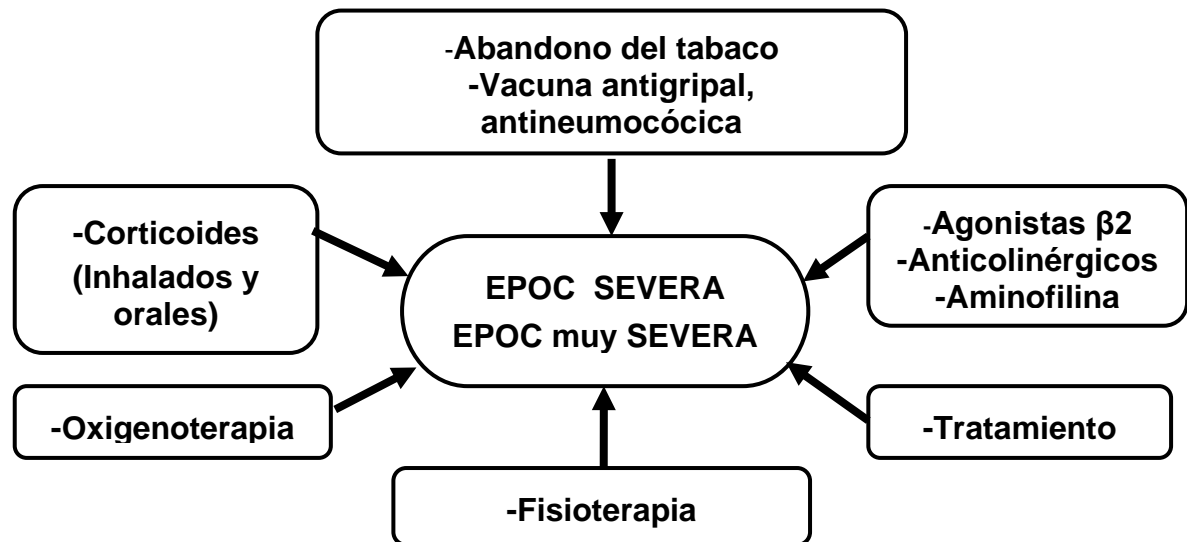 -Abandono del tabaco
-Vacuna antigripal,
antineumocócica
-Corticoides
(Inhalados y
orales)
-Agonistas β2
-Anticolinérgicos
-Aminofilina
EPOC SEVERA
EPOC muy SEVERA
-Oxigenoterapia
-Tratamiento
-Fisioterapia